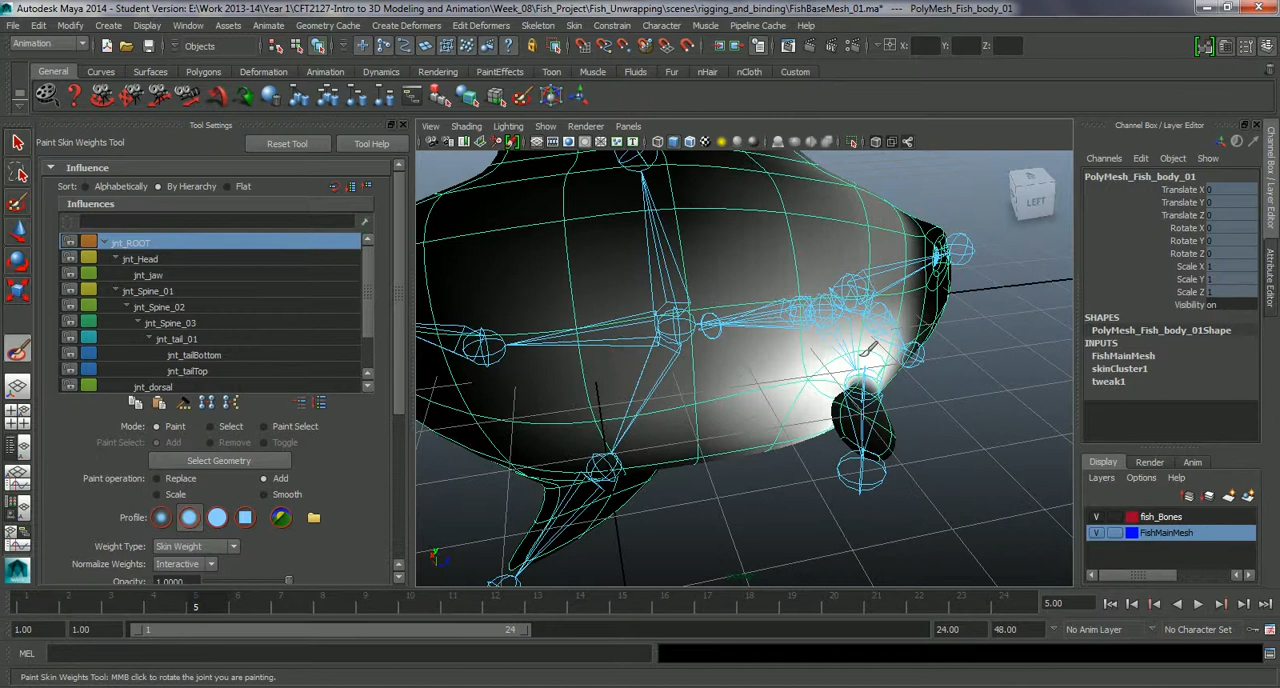 Autodesk Maya 2014 - Student Version: E:\Work 2013-14\Year 1\CFT2127-Intro to 3D Modeling and Animation\Week_08\Fish_Project\Fish_Unwrapping\scenes\rigging_and_binding\FishBaseMesh_01.ma* --- PolyMesh_Fish_body_01
File Edit Modify Create Display Window Assets Animate Geometry Cache Create Deformers Edit Deformers Skeleton Skin Constrain Character Muscle Pipeline Cache Help
Animation Objects X: Y: Z:
General Curves Surfaces Polygons Deformation Animation Dynamics Rendering PaintEffects Toon Muscle Fluids Fur nHair nCloth Custom
Tool Settings
Paint Skin Weights Tool Reset Tool Tool Help
Influence
Sort: Alphabetically By Hierarchy Flat
Influences
jnt_ROOT
jnt_Head
jnt_jaw
jnt_Spine_01
jnt_Spine_02
jnt_Spine_03
jnt_tail_01
jnt_tailBottom
jnt_tailTop
jnt_dorsal
Mode: Paint Select Paint Select
Paint Select: Add Remove Toggle
Select Geometry
Paint operation: Replace Add
Scale Smooth
Profile:
Weight Type: Skin Weight
Normalize Weights: Interactive
Opacity: 1.0000
View Shading Lighting Show Renderer Panels
LEFT
y
Channel Box / Layer Editor
Channels Edit Object Show
PolyMesh_Fish_body_01
Translate X 0
Translate Y 0
Translate Z 0
Rotate X 0
Rotate Y 0
Rotate Z 0
Scale X 1
Scale Y 1
Scale Z 1
Visibility on
SHAPES
PolyMesh_Fish_body_01Shape
INPUTS
FishMainMesh
skinCluster1
tweak1
Display Render Anim
Layers Options Help
V fish_Bones
V FishMainMesh
Channel Box / Layer Editor
Attribute Editor
1 2 3 4 5 6 7 8 9 10 11 12 13 14 15 16 17 18 19 20 21 22 23 24
5
5.00
1.00 1.00 1 24 24.00 48.00 No Anim Layer No Character Set
MEL
Paint Skin Weights Tool: MMB click to rotate the joint you are painting.